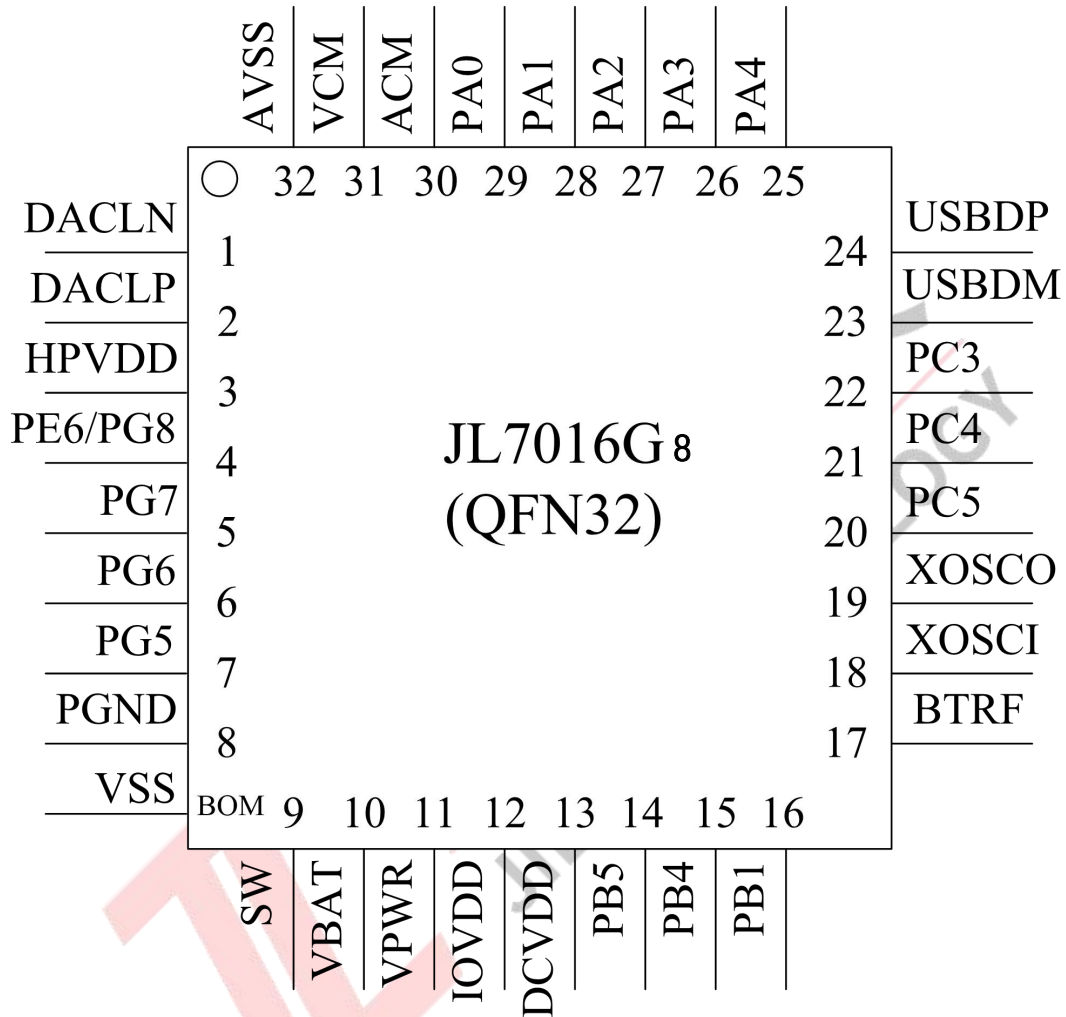 AVSS
VCM
ACM
PA0
PA1
PA2
PA3
PA4
32 31 30 29 28 27 26 25
DACLN
1
DACLP
2
HPVDD
3
PE6/PG8
4
PG7
5
PG6
6
PG5
7
PGND
8
VSS
BOM
JL7016G8
(QFN32)
USBDP
24
USBDM
23
PC3
22
PC4
21
PC5
20
XOSCO
19
XOSCI
18
BTRF
17
9 10 11 12 13 14 15 16
SW
VBAT
VPWR
IOVDD
DCVDD
PB5
PB4
PB1